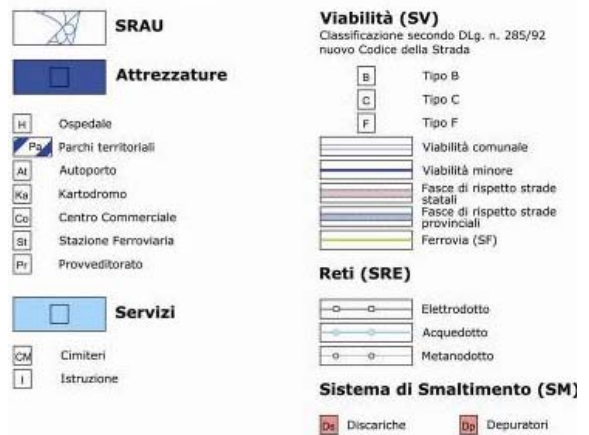 SRAU
Attrezzature
H Ospedale
Pa Parchi territoriali
At Autoporto
Ka Kartodromo
Co Centro Commerciale
St Stazione Ferroviaria
Pr Provveditorato
Servizi
CM Cimiteri
I Istruzione
Viabilità (SV)
Classificazione secondo DLg. n. 285/92
nuovo Codice della Strada
B Tipo B
C Tipo C
F Tipo F
Viabilità comunale
Viabilità minore
Fasce di rispetto strade
statali
Fasce di rispetto strade
provinciali
Ferrovia (SF)
Reti (SRE)
Elettrodotto
Acquedotto
Metanodotto
Sistema di Smaltimento (SM)
Ds Discariche
Dp Depuratori